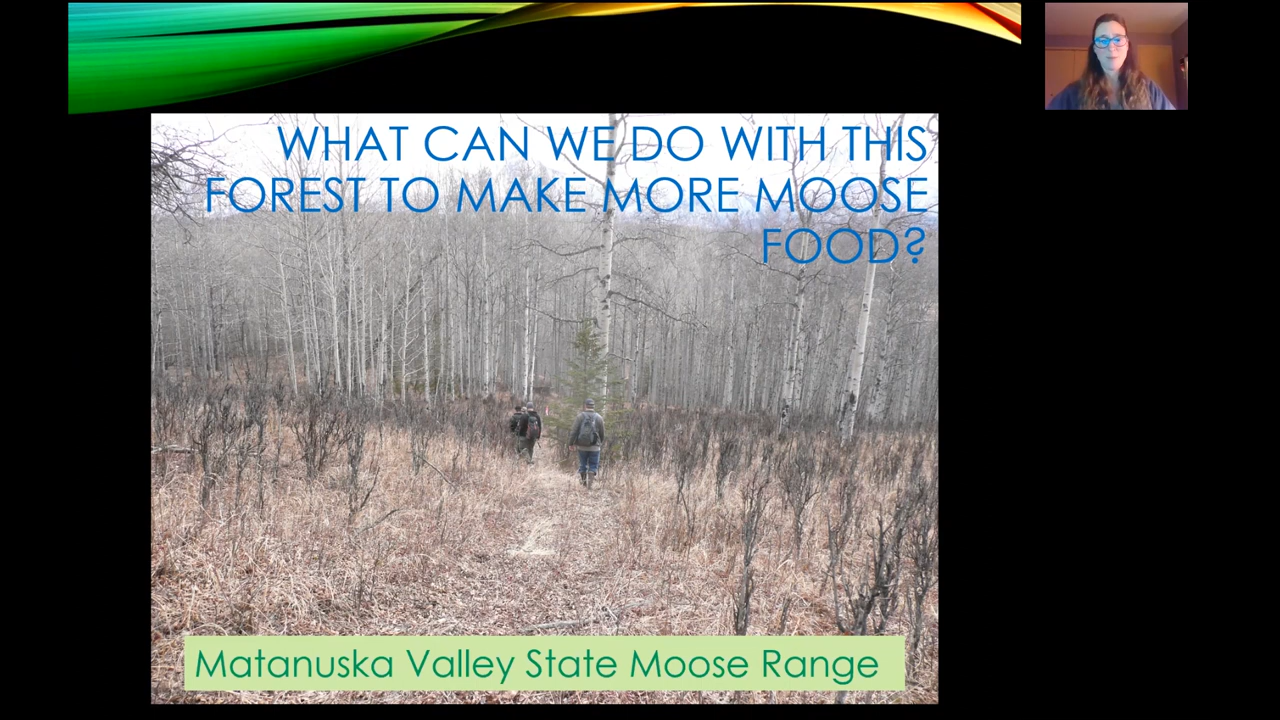 WHAT CAN WE DO WITH THIS
FOREST TO MAKE MORE MOOSE
FOOD?
Matanuska Valley State Moose Range